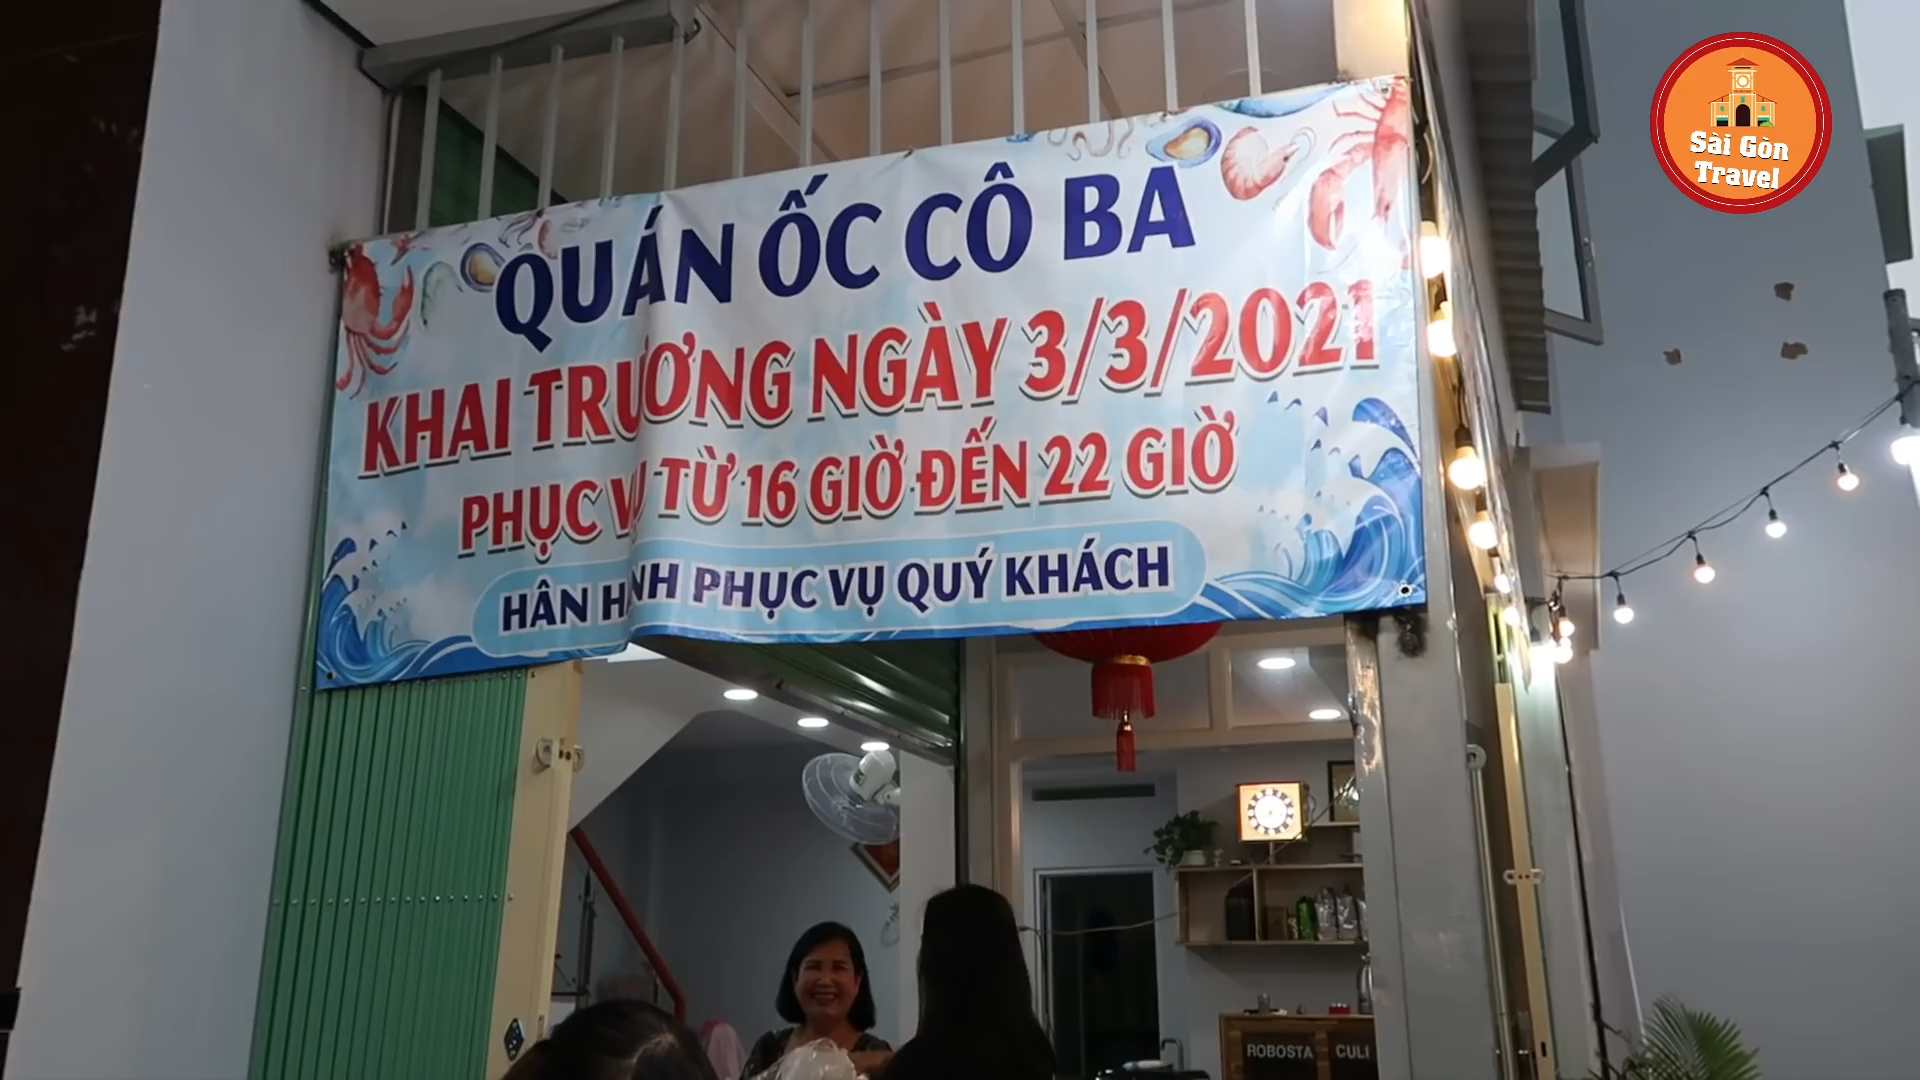 QUÁN ỐC CÔ BA
KHAI TRƯƠNG NGÀY 3/3/2021
PHỤC VỤ TỪ 16 GIỜ ĐẾN 22 GIỜ
HÂN HẠNH PHỤC VỤ QUÝ KHÁCH
Sài Gòn
Travel
ROBOSTA CULI